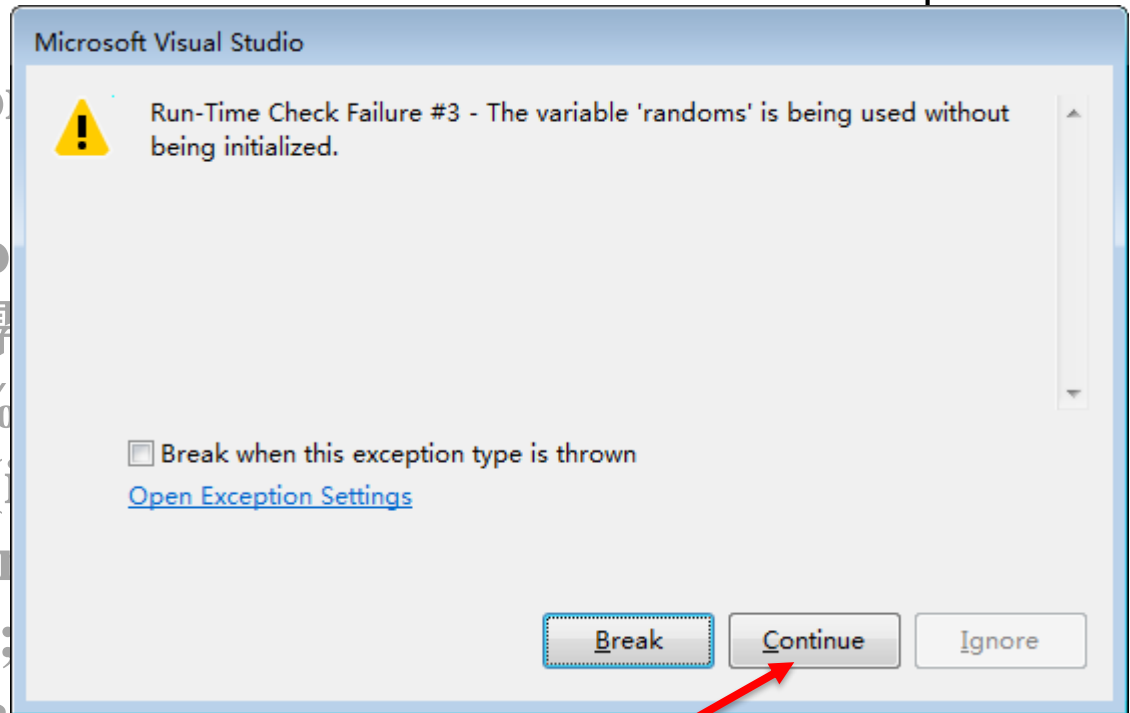 Microsoft Visual Studio
Run-Time Check Failure #3 - The variable 'randoms' is being used without
being initialized.
Break when this exception type is thrown
Open Exception Settings
Break
Continue
Ignore